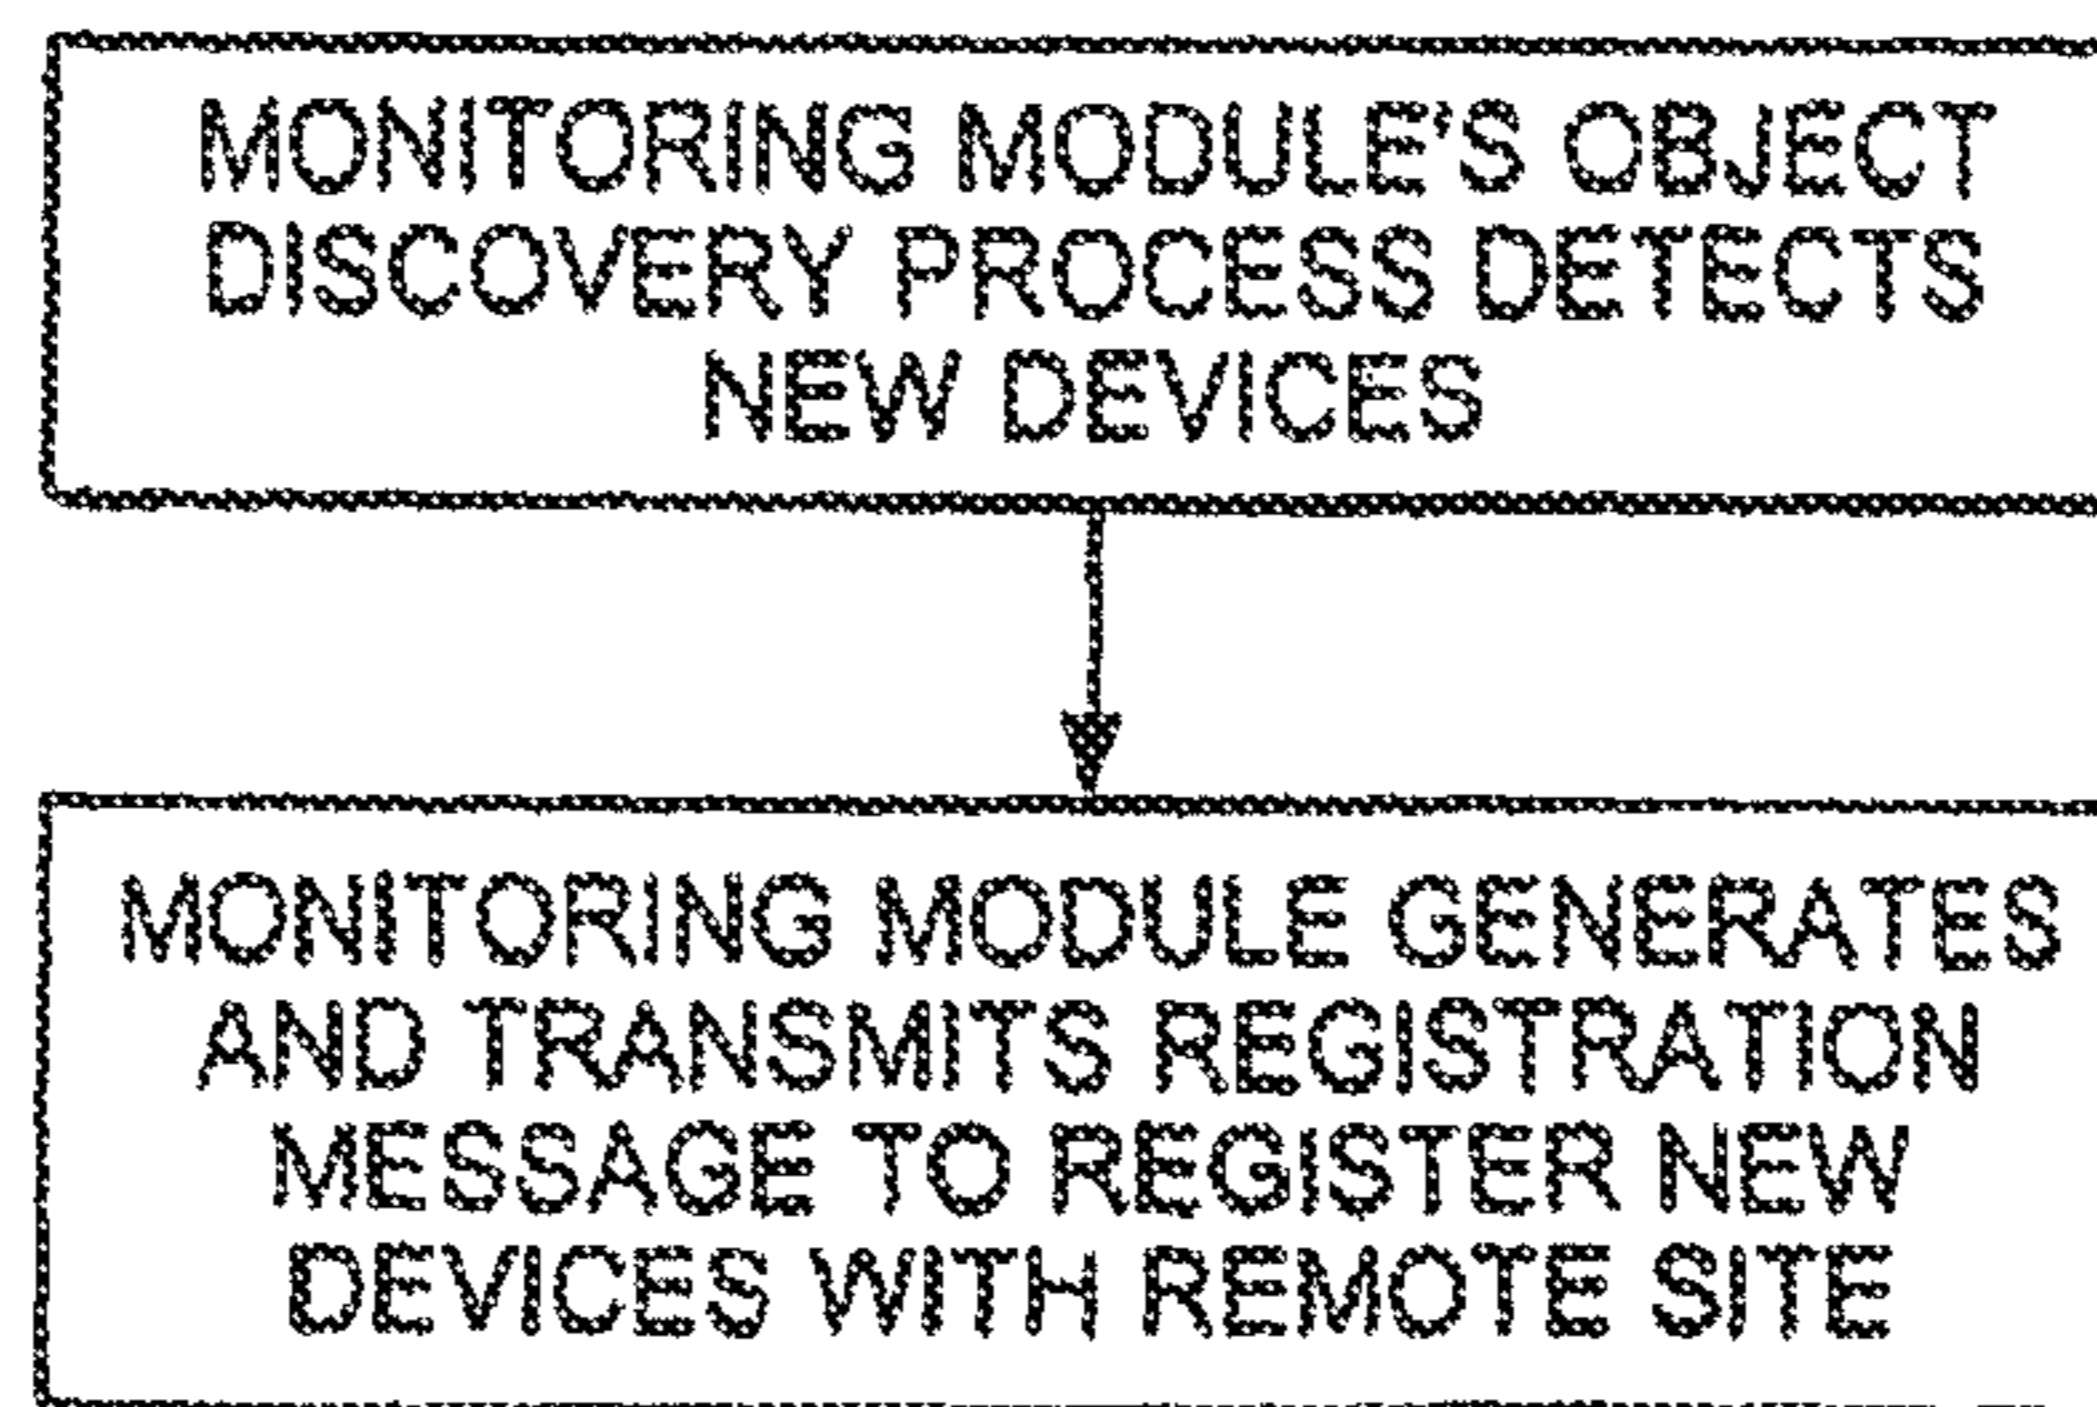 MONITORING MODULE'S OBJECT
DISCOVERY PROCESS DETECTS
NEW DEVICES
MONITORING MODULE GENERATES
AND TRANSMITS REGISTRATION
MESSAGE TO REGISTER NEW
DEVICES WITH REMOTE SITE